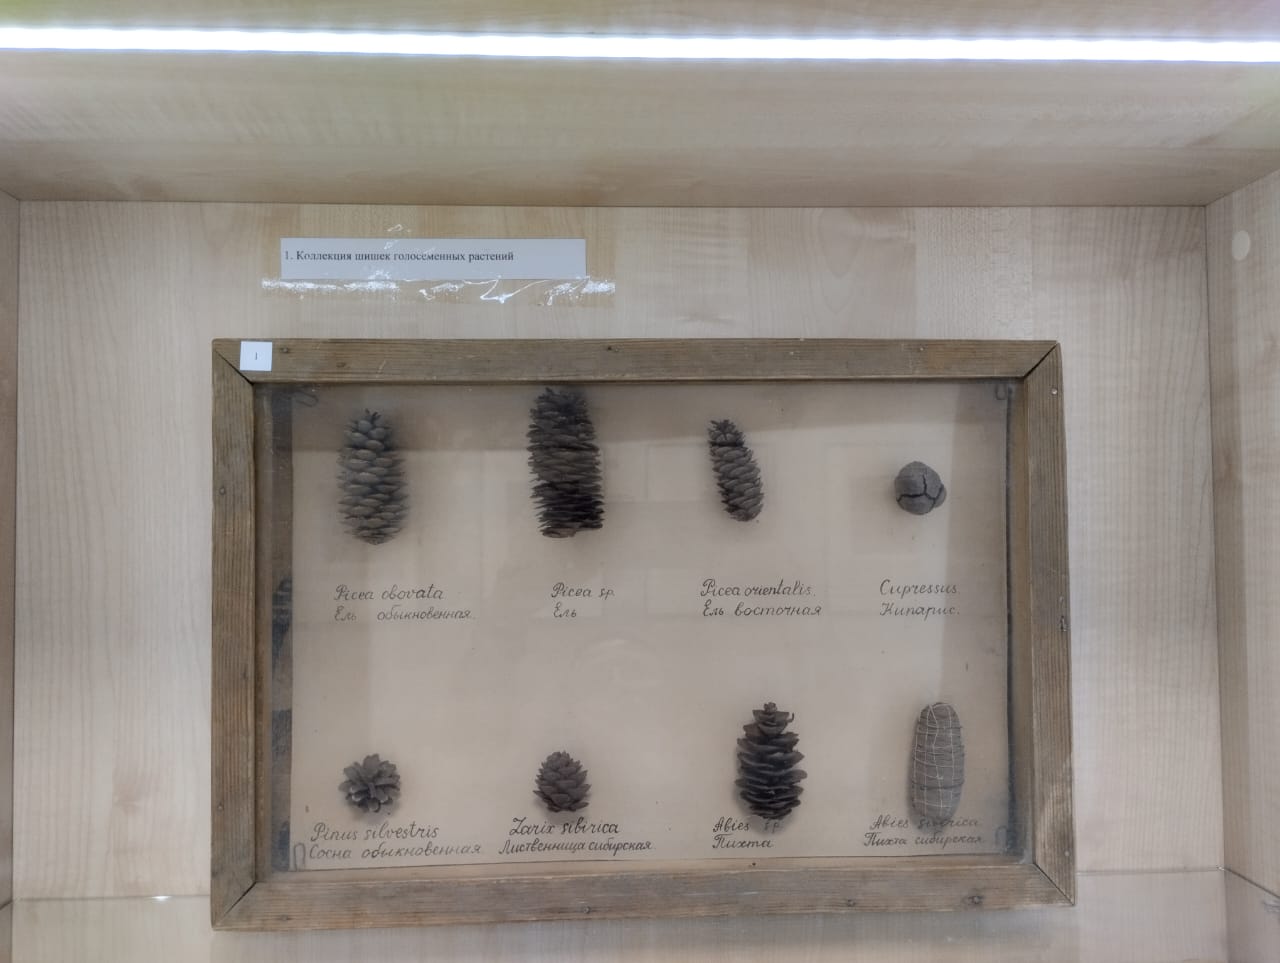 1. Коллекция шишек голосеменных растений
1
Picea obovata
Ель обыкновенная.
Picea sp.
Ель
Picea orientalis.
Ель восточная
Cupressus.
Кипарис.
Pinus silvestris
Сосна обыкновенная.
Larix sibirica
Лиственница сибирская
Abies sp.
Пихта
Abies sibirica
Пихта сибирская